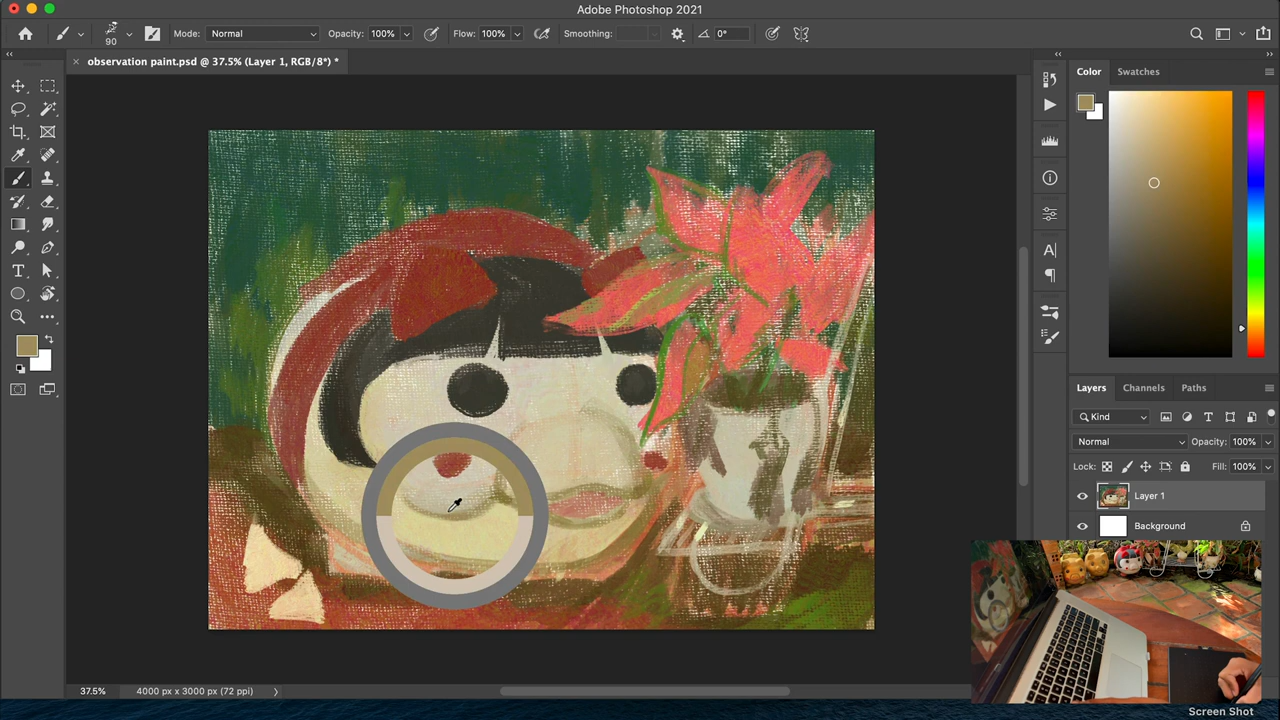 Adobe Photoshop 2021
90
Mode: Normal
Opacity: 100%
Flow: 100%
Smoothing:
0°
observation paint.psd @ 37.5% (Layer 1, RGB/8*) *
Color
Swatches
Layers
Channels
Paths
Kind
Normal
Opacity: 100%
Lock:
Fill: 100%
Layer 1
Background
37.5%
4000 px x 3000 px (72 ppi)
Screen Shot